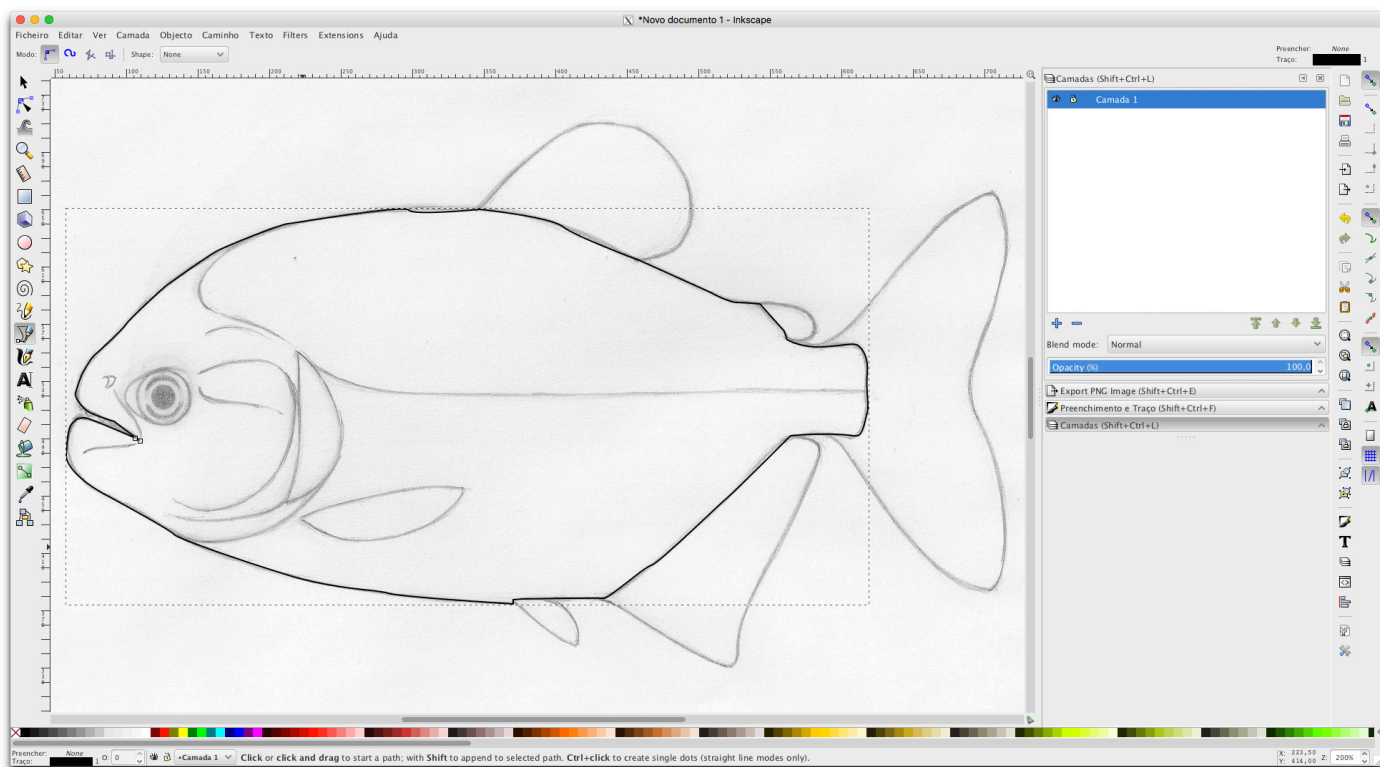 *Novo documento 1 - Inkscape
Ficheiro Editar Ver Camada Objecto Caminho Texto Filters Extensions Ajuda
Modo: Shape: None
Preencher: None
Traço: 1
Camadas (Shift+Ctrl+L)
Camada 1
Blend mode: Normal
Opacity (%) 100,0
Export PNG Image (Shift+Ctrl+E)
Preenchimento e Traço (Shift+Ctrl+F)
Camadas (Shift+Ctrl+L)
Preencher: None
Traço: 1 O: 0 •Camada 1 Click or click and drag to start a path; with Shift to append to selected path. Ctrl+click to create single dots (straight line modes only).
X: 223,50
Y: 414,00 Z: 200%